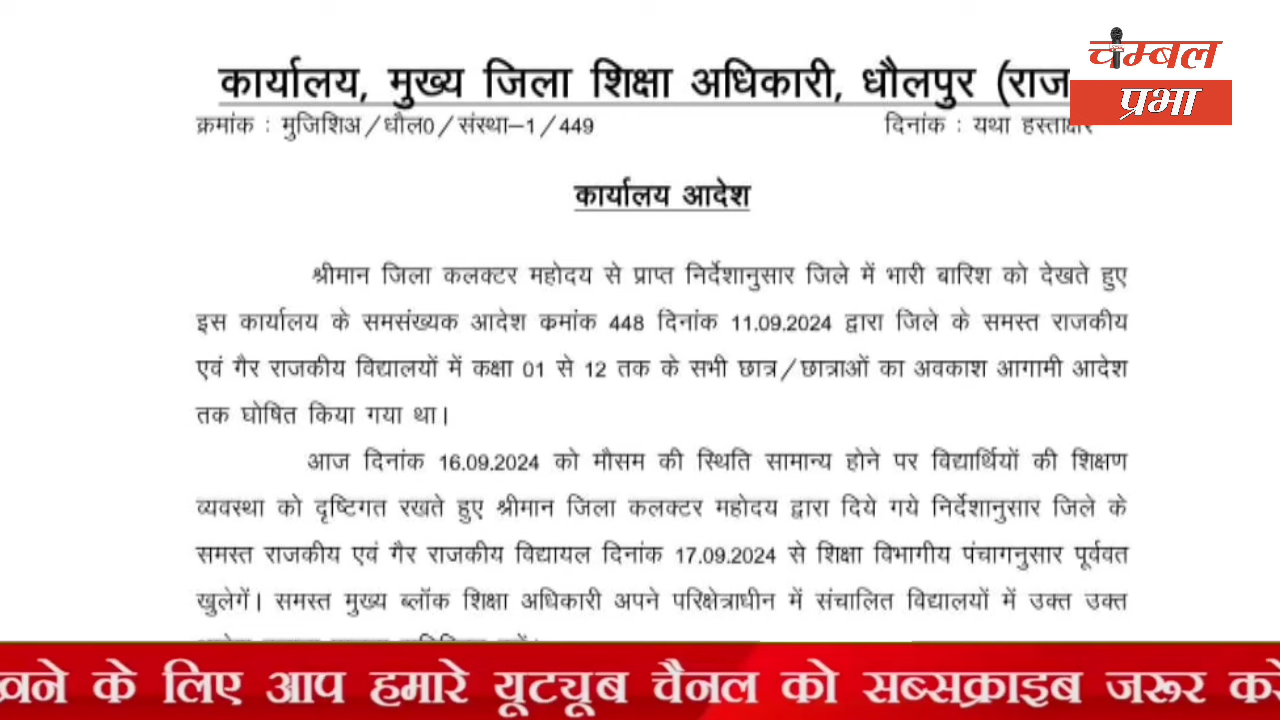 चम्बल
प्रभा
कार्यालय, मुख्य जिला शिक्षा अधिकारी, धौलपुर (राज
क्रमांक : मुजिशिअ/धौल0/संस्था–1/449 दिनांक : यथा हस्ताक्षर
कार्यालय आदेश
श्रीमान जिला कलक्टर महोदय से प्राप्त निर्देशानुसार जिले में भारी बारिश को देखते हुए
इस कार्यालय के समसंख्यक आदेश क्रमांक 448 दिनांक 11.09.2024 द्वारा जिले के समस्त राजकीय
एवं गैर राजकीय विद्यालयों में कक्षा 01 से 12 तक के सभी छात्र/छात्राओं का अवकाश आगामी आदेश
तक घोषित किया गया था।
आज दिनांक 16.09.2024 को मौसम की स्थिति सामान्य होने पर विद्यार्थियों की शिक्षण
व्यवस्था को दृष्टिगत रखते हुए श्रीमान जिला कलक्टर महोदय द्वारा दिये गये निर्देशानुसार जिले के
समस्त राजकीय एवं गैर राजकीय विद्यायल दिनांक 17.09.2024 से शिक्षा विभागीय पंचागनुसार पूर्ववत
खुलेगें। समस्त मुख्य ब्लॉक शिक्षा अधिकारी अपने परिक्षेत्राधीन में संचालित विद्यालयों में उक्त उक्त
खने के लिए आप हमारे यूट्यूब चैनल को सब्सक्राइब जरूर करे